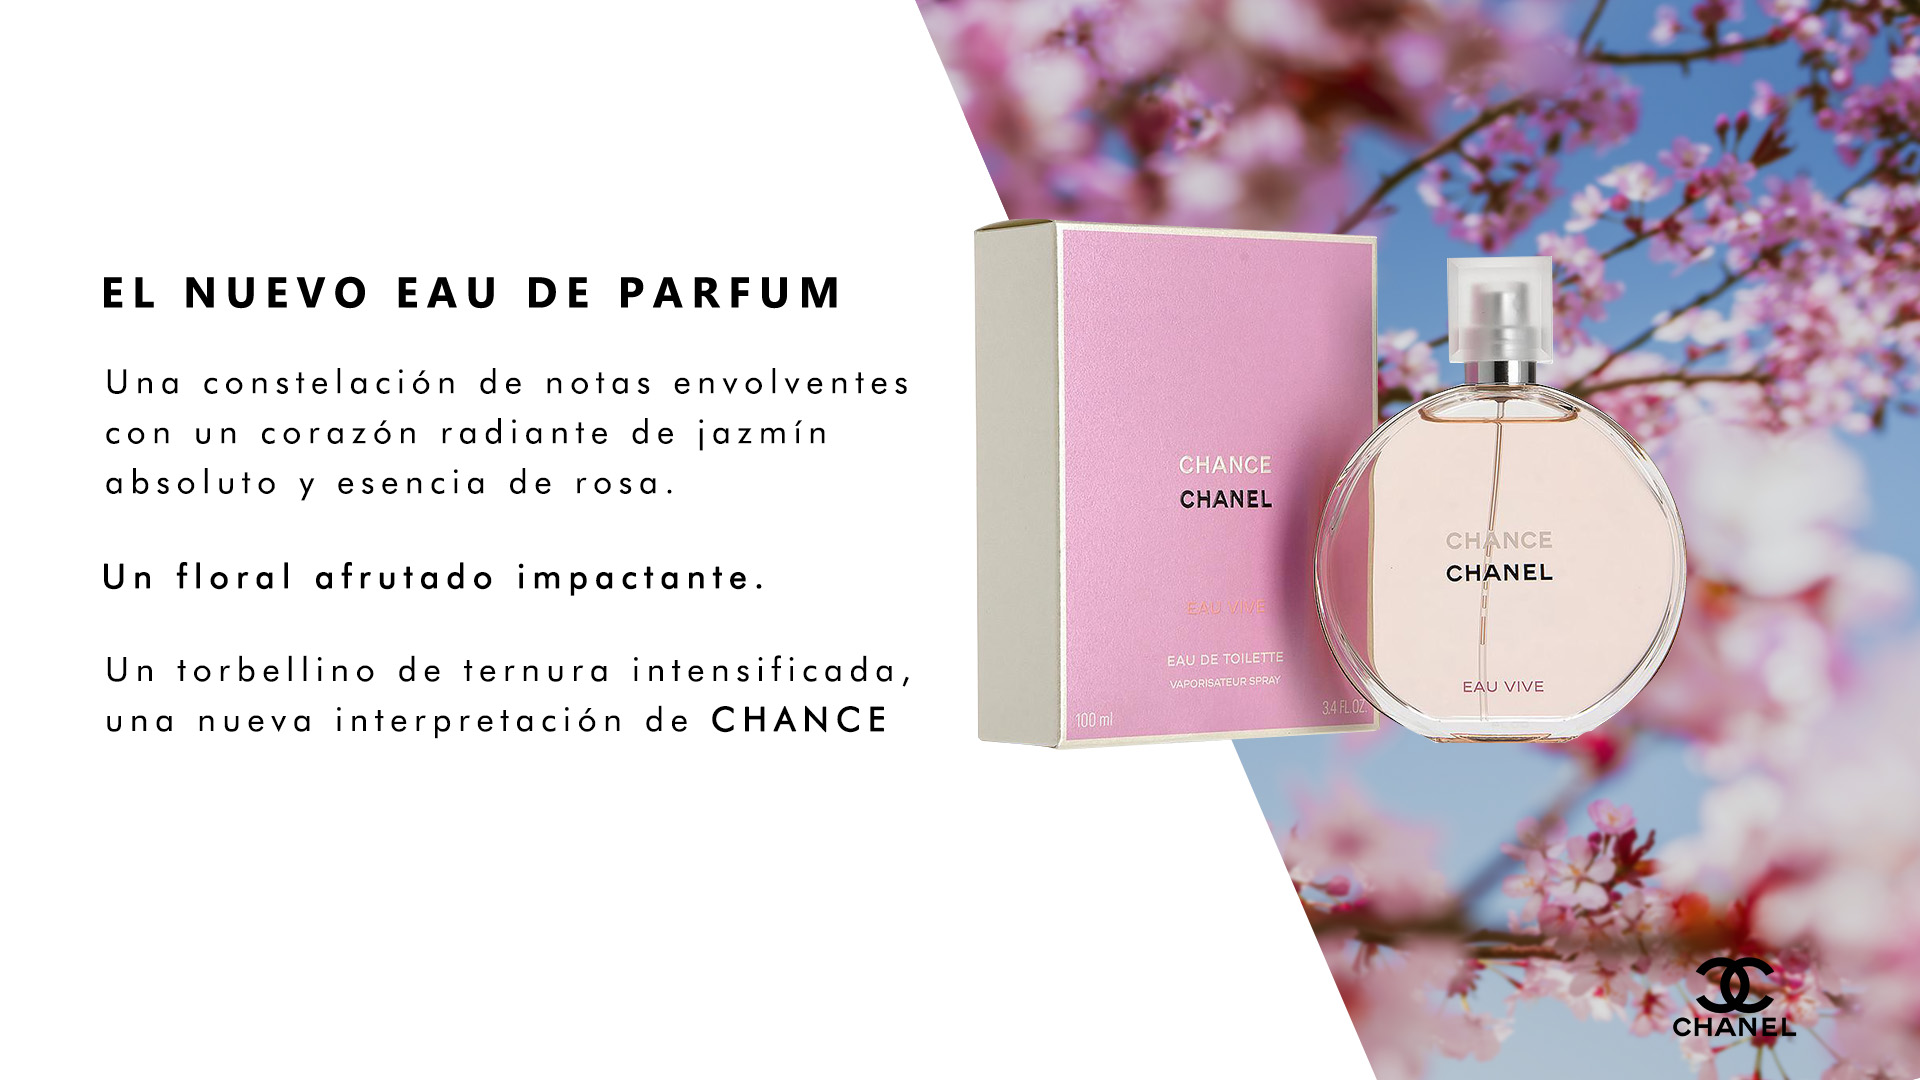 EL NUEVO EAU DE PARFUM
Una constelación de notas envolventes
con un corazón radiante de jazmín
absoluto y esencia de rosa.
Un floral afrutado impactante.
Un torbellino de ternura intensificada,
una nueva interpretación de CHANCE
CHANCE
CHANEL
EAU VIVE
EAU DE TOILETTE
VAPORISATEUR SPRAY
100 ml
3.4 FL.OZ.
CHANCE
CHANEL
EAU VIVE
CHANEL